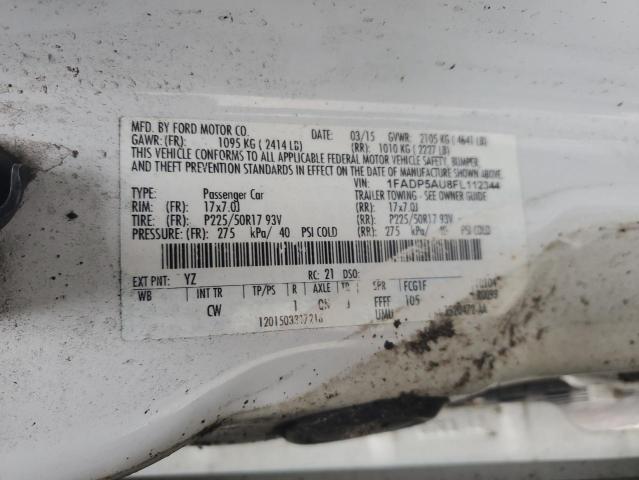 MFD. BY FORD MOTOR CO. DATE: 03/15 GVWR: 2105 KG ( 4641 LB)
GAWR: (FR): 1095 KG ( 2414 LB) (RR): 1010 KG ( 2227 LB)
THIS VEHICLE CONFORMS TO ALL APPLICABLE FEDERAL MOTOR VEHICLE SAFETY, BUMPER,
AND THEFT PREVENTION STANDARDS IN EFFECT ON THE DATE OF MANUFACTURE SHOWN ABOVE.
VIN: 1FADP5AU8FL112344
TYPE: Passenger Car TRAILER TOWING - SEE OWNER GUIDE
RIM: (FR): 17x7.0J (RR): 17x7.0J
TIRE: (FR): P225/50R17 93V (RR): P225/50R17 93V
PRESSURE: (FR): 275 kPa/ 40 PSI COLD (RR): 275 kPa/ 40 PSI COLD
EXT PNT: YZ RC: 21 DSO:
WB INT TR TP/PS R AXLE TR SPR FCG1F
CW 1 FFFF 105
UMU